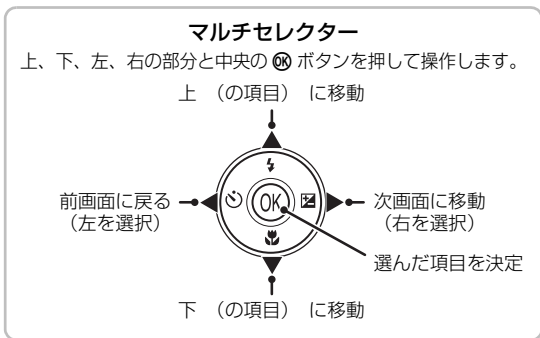 マルチセレクター
上、下、左、右の部分と中央の OK ボタンを押して操作します。
上 （の項目） に移動
前画面に戻る
（左を選択）
OK
次画面に移動
（右を選択）
選んだ項目を決定
下 （の項目） に移動